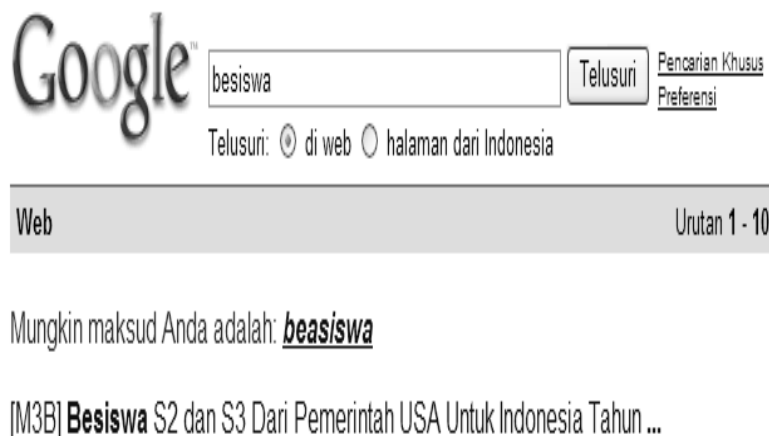 Google™
besiswa
Telusuri
Pencarian Khusus
Preferensi
Telusuri: di web halaman dari Indonesia
Web Urutan 1 - 10
Mungkin maksud Anda adalah: beasiswa
[M3B] Besiswa S2 dan S3 Dari Pemerintah USA Untuk Indonesia Tahun ...